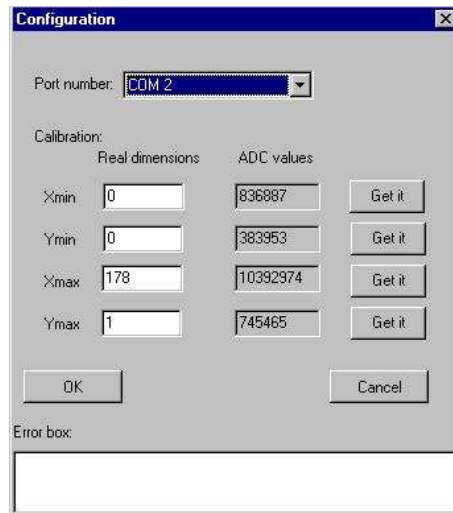 Configuration
Port number: COM 2
Calibration:
Real dimensions ADC values
Xmin 0 836887 Get it
Ymin 0 383953 Get it
Xmax 178 10392974 Get it
Ymax 1 745465 Get it
OK Cancel
Error box: